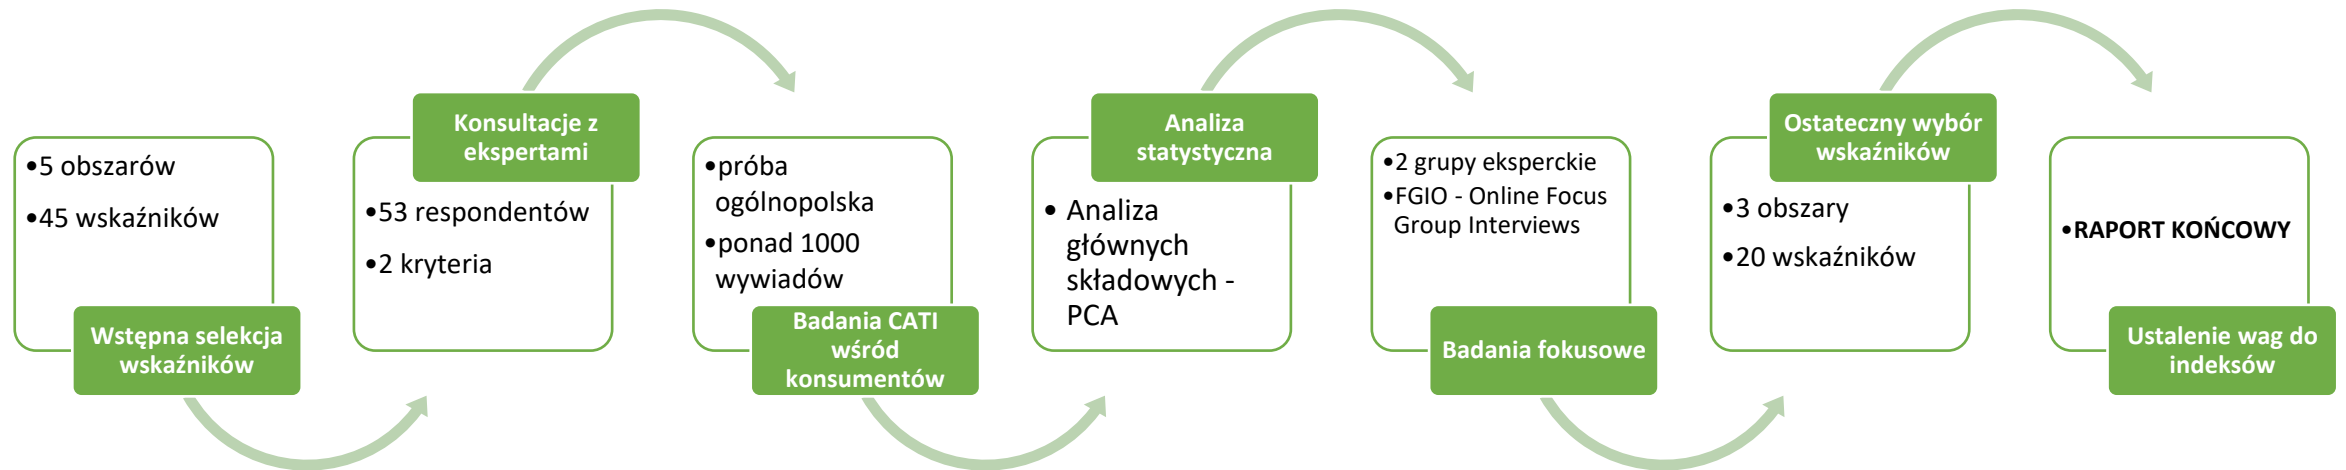 •5 obszarów
•45 wskaźników
Wstępna selekcja
wskaźników
Konsultacje z
ekspertami
•53 respondentów
•2 kryteria
•próba
ogólnopolska
•ponad 1000
wywiadów
Badania CATI
wśród
konsumentów
Analiza
statystyczna
• Analiza
głównych
składowych -
PCA
•2 grupy eksperckie
•FGIO - Online Focus
Group Interviews
Badania fokusowe
Ostateczny wybór
wskaźników
•3 obszary
•20 wskaźników
•RAPORT KOŃCOWY
Ustalenie wag do
indeksów